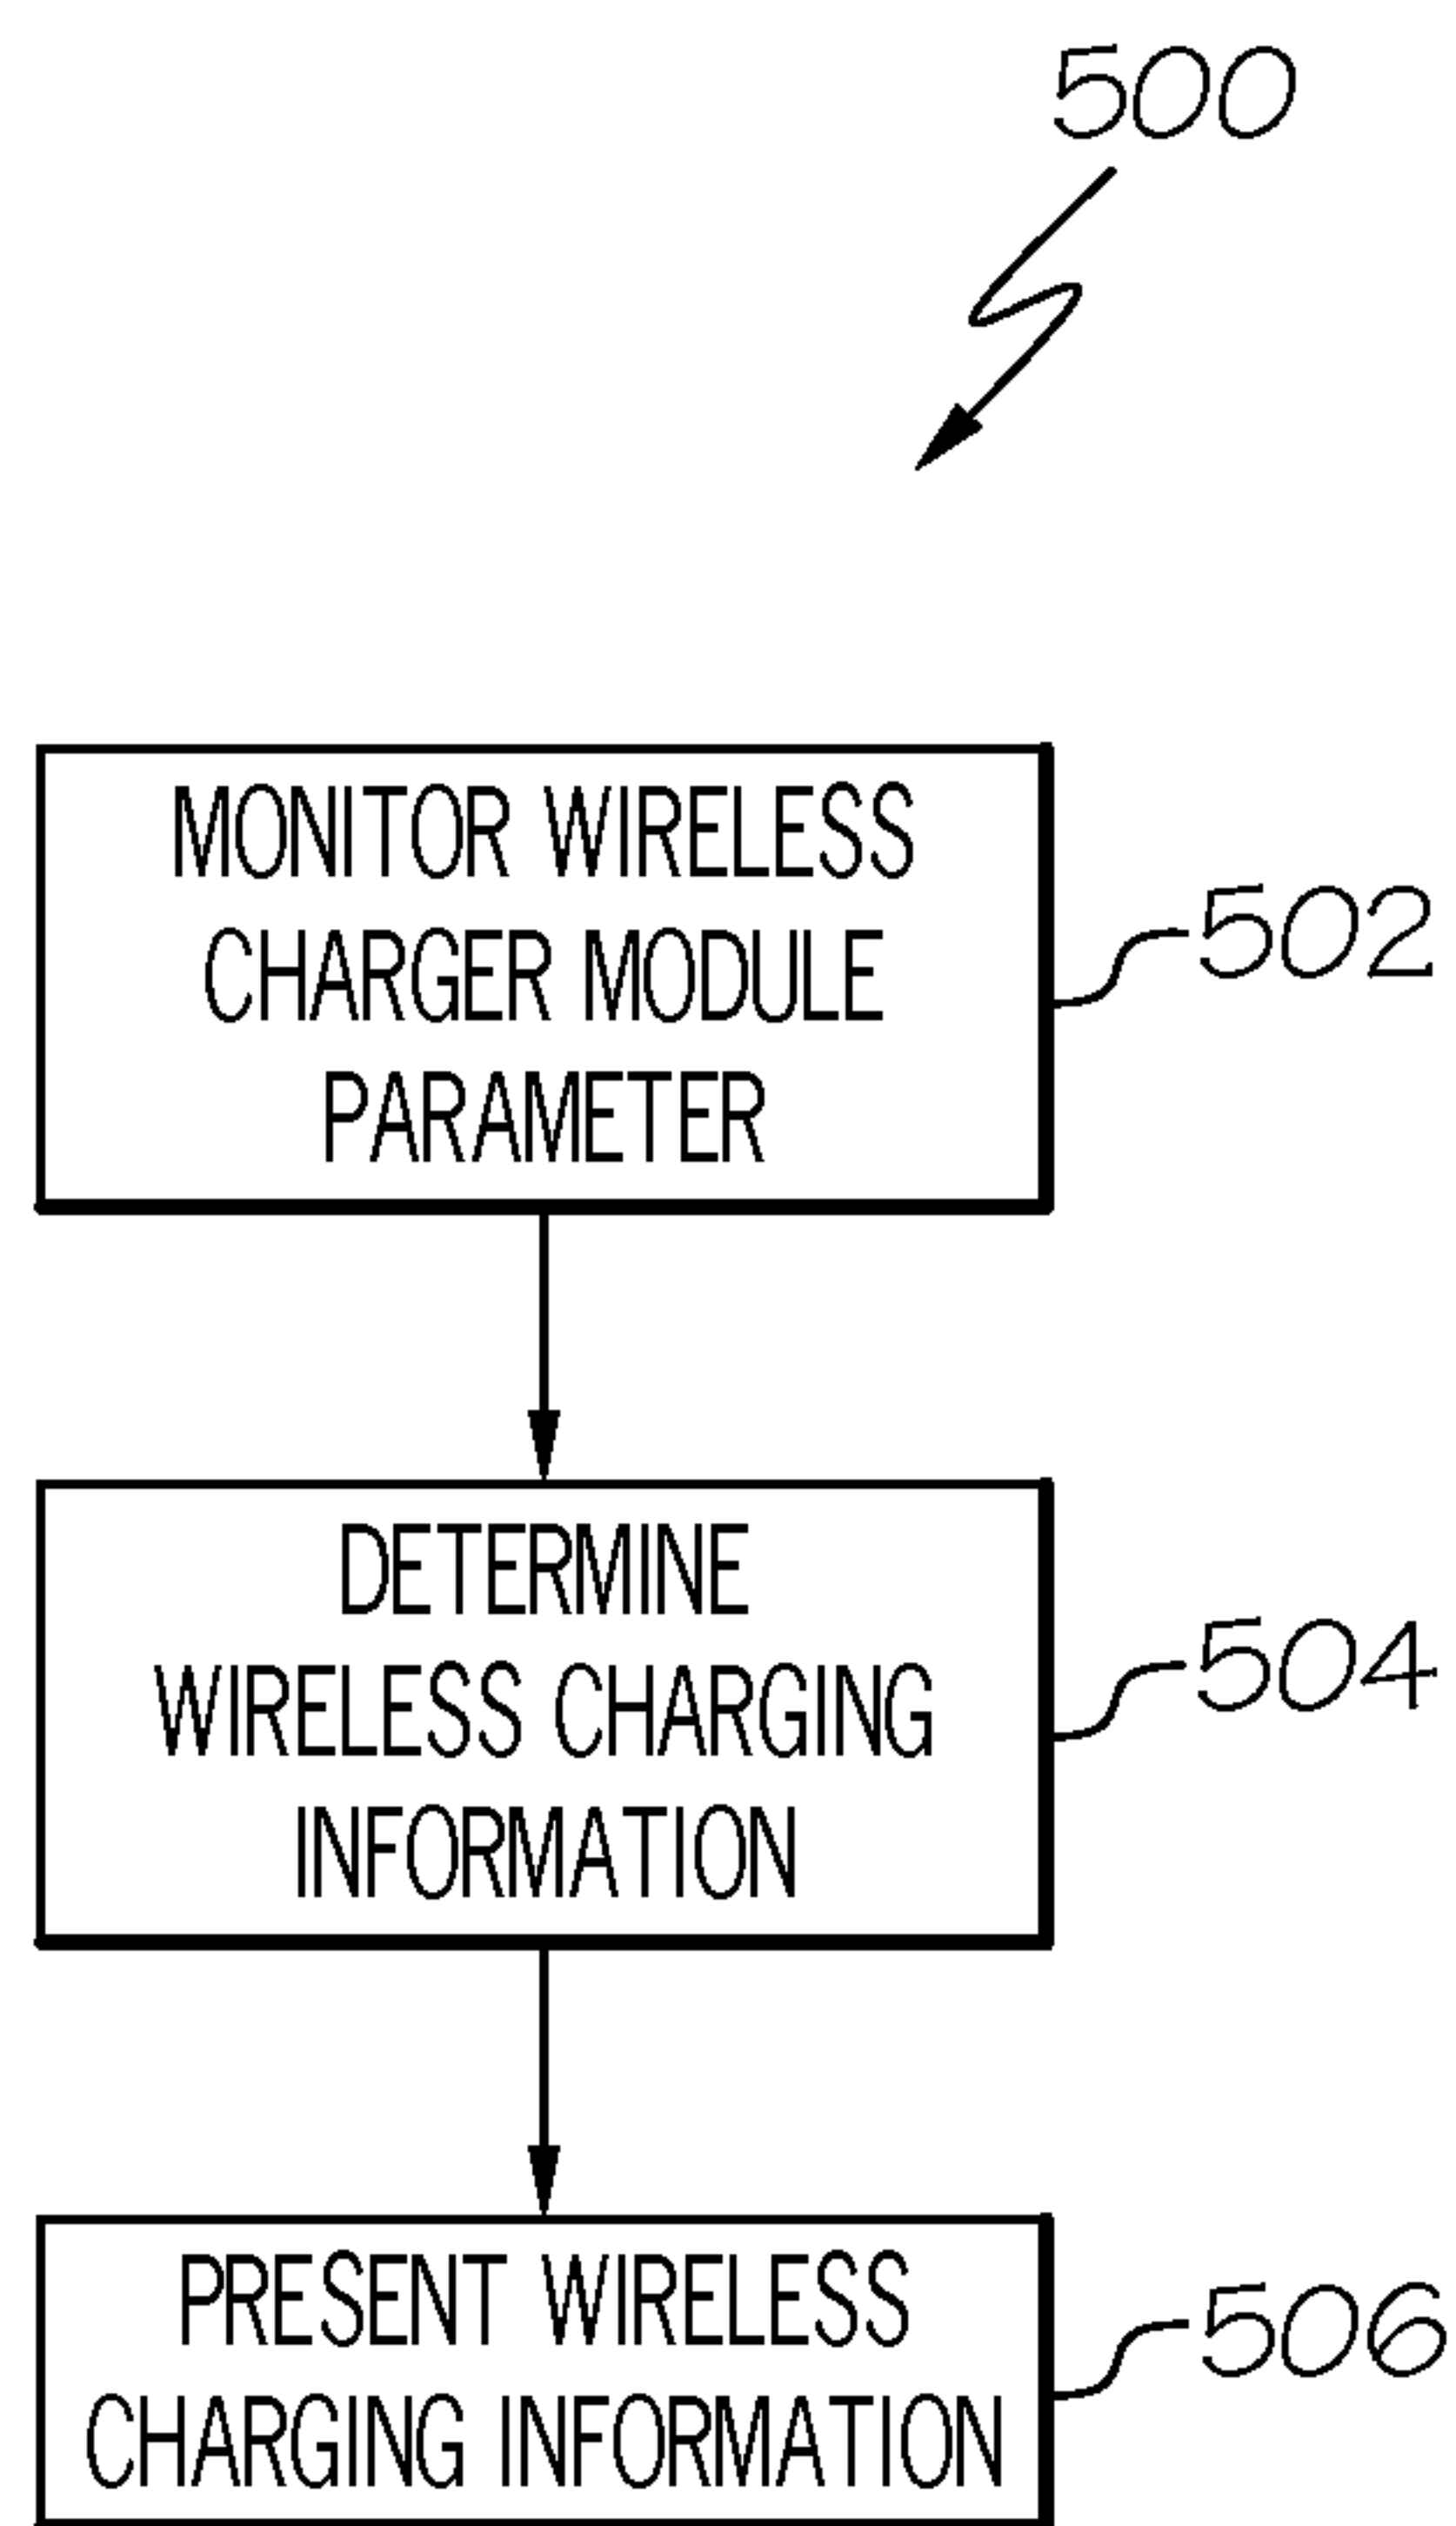 500
MONITOR WIRELESS
CHARGER MODULE
PARAMETER
502
DETERMINE
WIRELESS CHARGING
INFORMATION
504
PRESENT WIRELESS
CHARGING INFORMATION
506